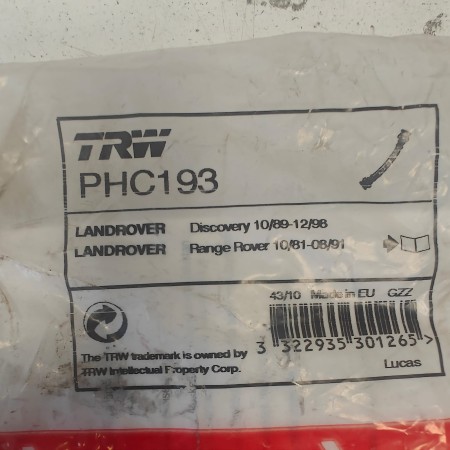 TRW
PHC193
LANDROVER Discovery 10/89-12/98
LANDROVER Range Rover 10/81-08/91
43/10 Made in EU GZZ
3 322935 301265 >
The TRW trademark is owned by
TRW Intellectual Property Corp.
Lucas